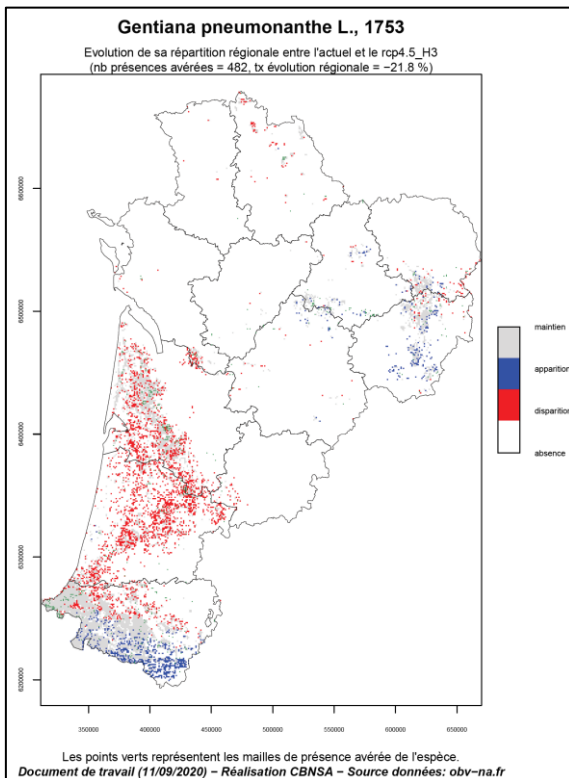 Gentiana pneumonanthe L., 1753
Evolution de sa répartition régionale entre l'actuel et le rcp4.5_H3
(nb présences avérées = 482, tx évolution régionale = −21.8 %)
6600000
6500000
6400000
6300000
6200000
maintien
apparition
disparition
absence
350000 400000 450000 500000 550000 600000 650000
Les points verts représentent les mailles de présence avérée de l'espèce.
Document de travail (11/09/2020) − Réalisation CBNSA − Source données: obv−na.fr